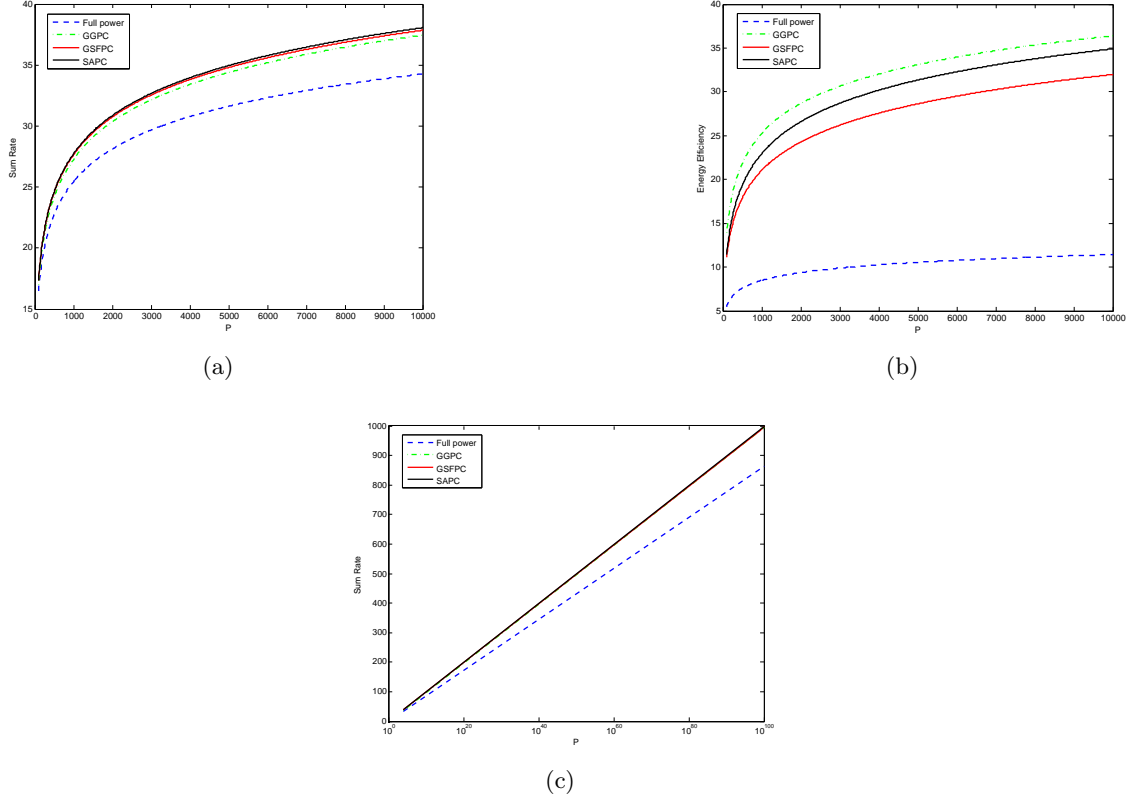 40
35
30
25
20
15
Sum Rate
Full power
GGPC
GSFPC
SAPC
0 1000 2000 3000 4000 5000 6000 7000 8000 9000 10000
P
(a)
40
35
30
25
20
15
10
5
Energy Efficiency
Full power
GGPC
GSFPC
SAPC
0 1000 2000 3000 4000 5000 6000 7000 8000 9000 10000
P
(b)
1000
900
800
700
600
500
400
300
200
100
0
Sum Rate
Full power
GGPC
GSFPC
SAPC
10^0 10^20 10^40 10^60 10^80 10^100
P
(c)